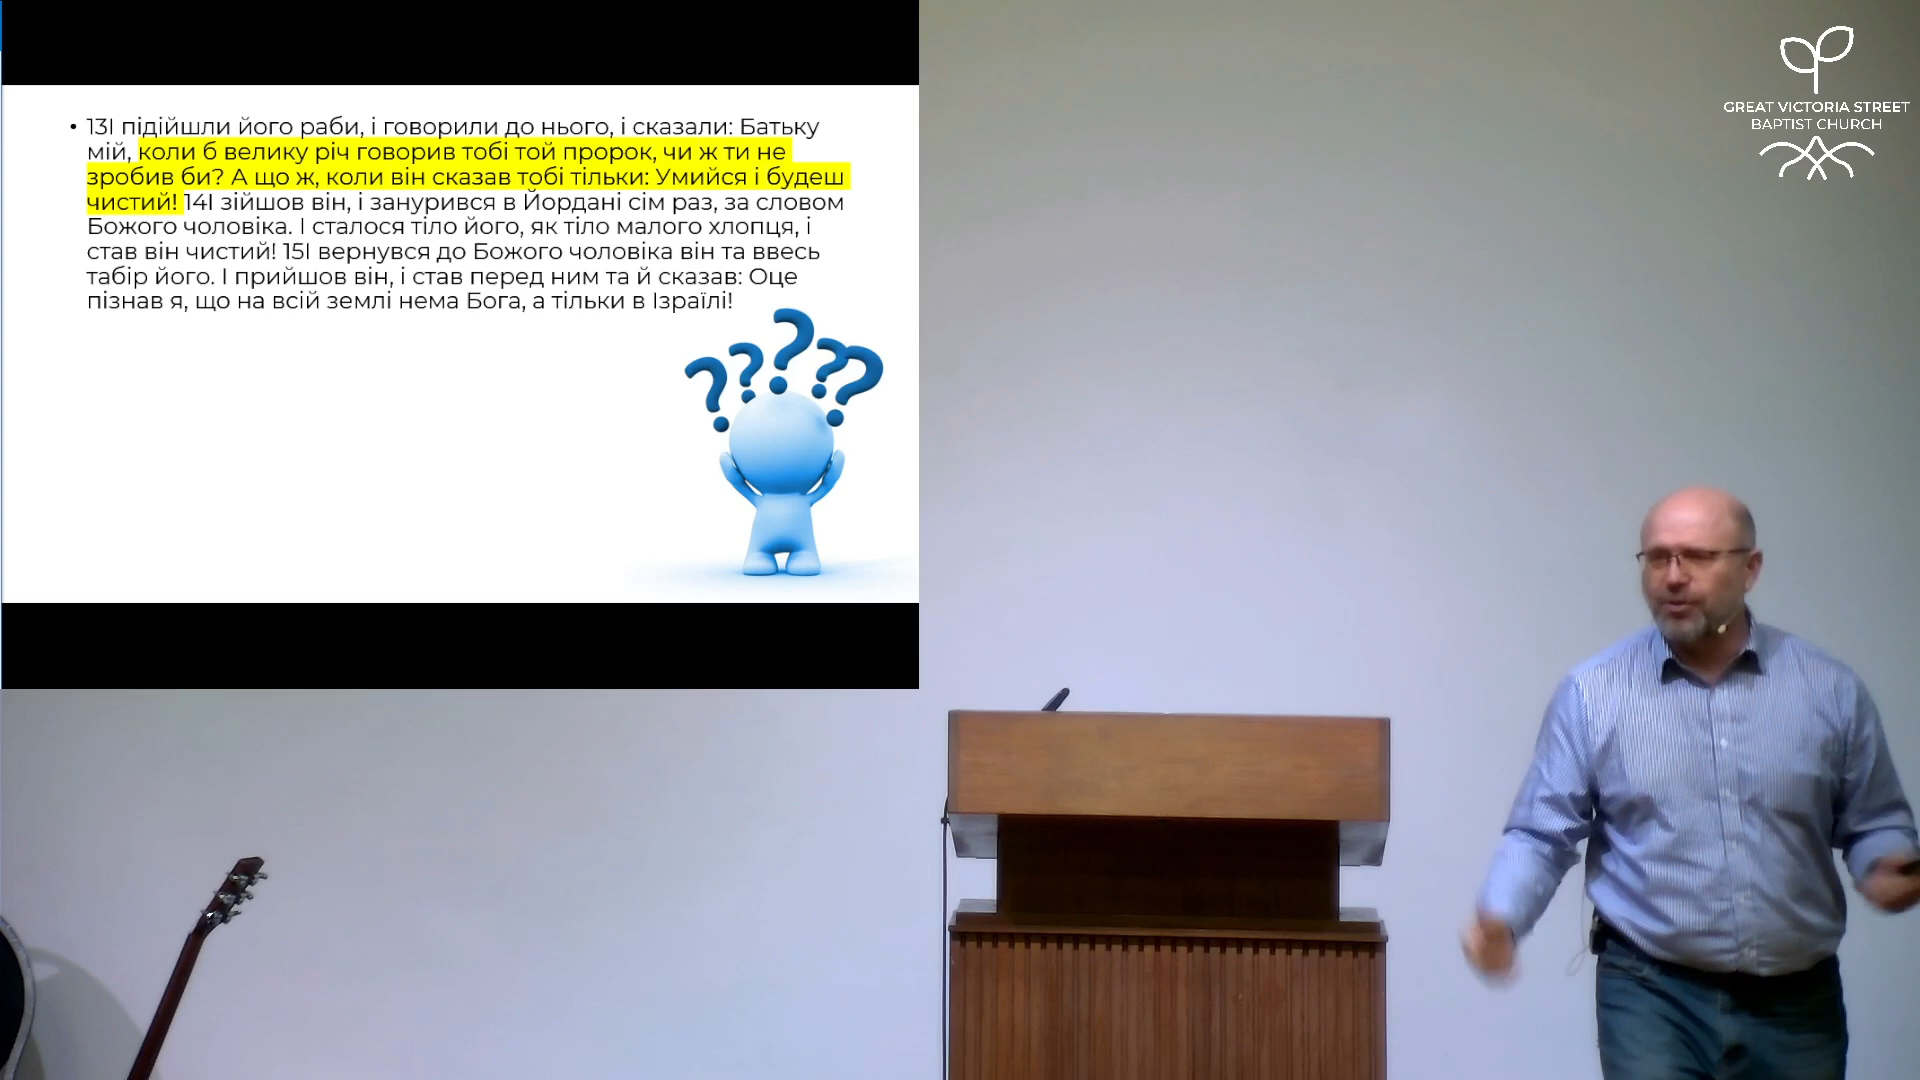 • 13І підійшли його раби, і говорили до нього, і сказали: Батьку
мій, коли б велику річ говорив тобі той пророк, чи ж ти не
зробив би? А що ж, коли він сказав тобі тільки: Умийся і будеш
чистий! 14І зійшов він, і занурився в Йордані сім раз, за словом
Божого чоловіка. І сталося тіло його, як тіло малого хлопця, і
став він чистий! 15І вернувся до Божого чоловіка він та ввесь
табір його. І прийшов він, і став перед ним та й сказав: Оце
пізнав я, що на всій землі нема Бога, а тільки в Ізраїлі!
?????
GREAT VICTORIA STREET
BAPTIST CHURCH